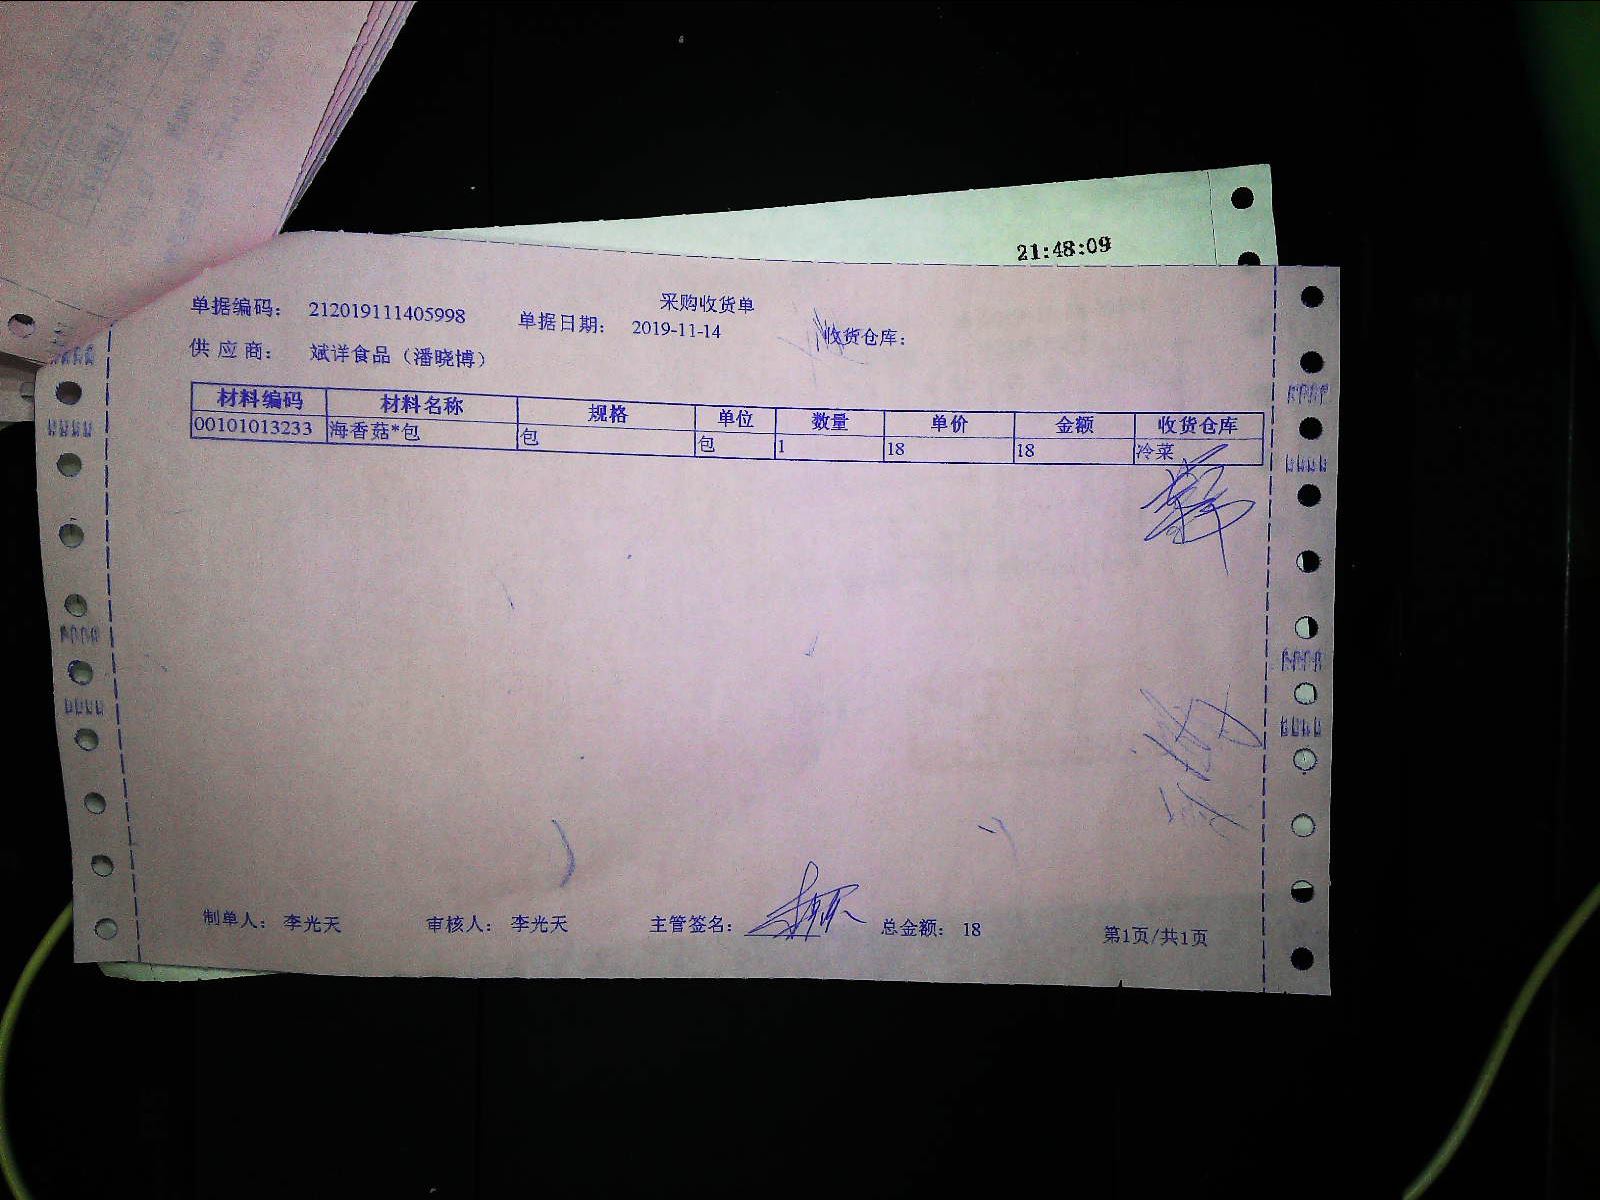 21:48:09
采购收货单
单据编码： 212019111405998 单据日期： 2019-11-14 收货仓库：
供 应 商： 斌洋食品（潘晓博）
材料编码 材料名称 规格 单位 数量 单价 金额 收货仓库
00101013233 海香菇*包 包 包 1 18 18 冷菜
制单人： 李光天 审核人： 李光天 主管签名： 总金额： 18 第1页/共1页